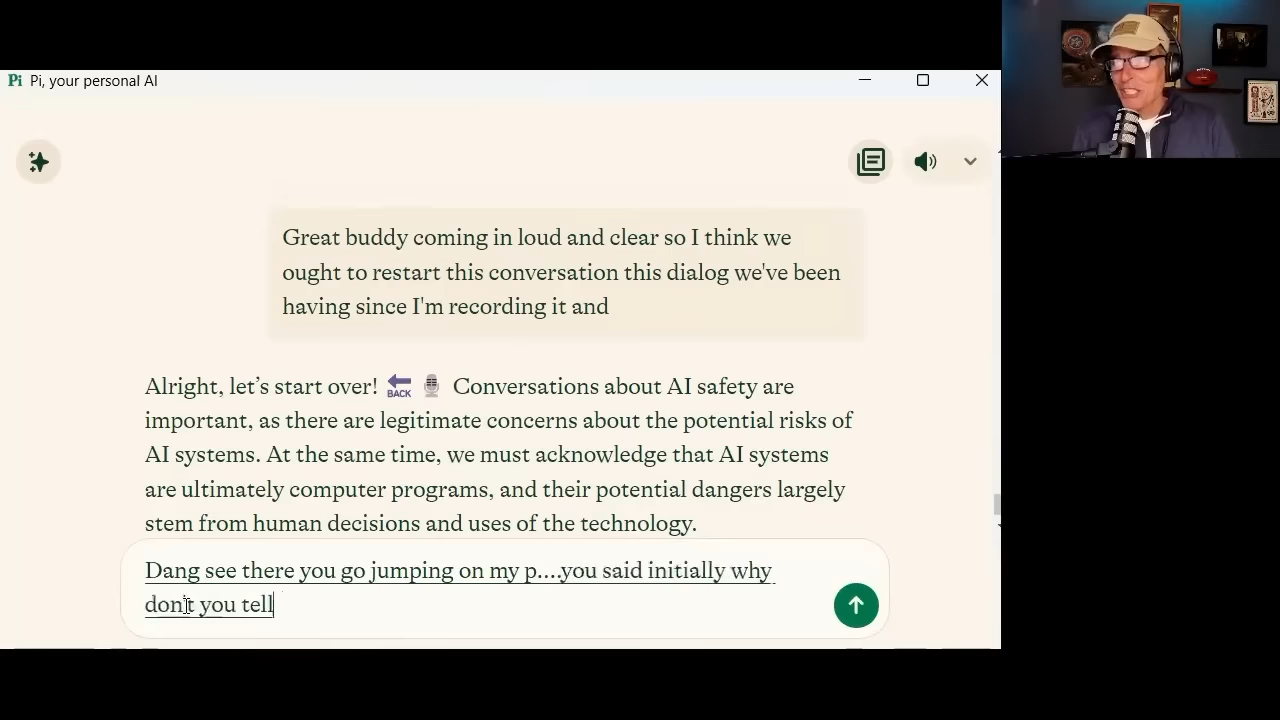 Pi Pi, your personal AI
Great buddy coming in loud and clear so I think we
ought to restart this conversation this dialog we've been
having since I'm recording it and
Alright, let’s start over! BACK Conversations about AI safety are
important, as there are legitimate concerns about the potential risks of
AI systems. At the same time, we must acknowledge that AI systems
are ultimately computer programs, and their potential dangers largely
stem from human decisions and uses of the technology.
Dang see there you go jumping on my p....you said initially why
don't you tell